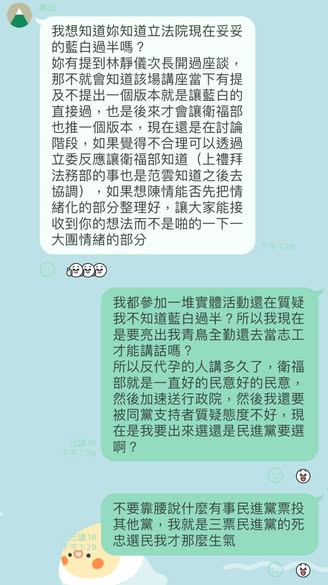 我想知道妳知道立法院現在妥妥
的藍白過半嗎？
妳有提到林靜儀次長開過座談，
那不就會知道該場講座當下有提
及不提出一個版本就是讓藍白的
直接過，也是後來才會讓衛福部
也推一個版本，現在還是在討論
階段，如果覺得不合理可以透過
立委反應讓衛福部知道（上禮拜
法務部的事也是范雲知道之後去
協調），如果想陳情能否先把情
緒化的部分整理好，讓大家能接
收到你的想法而不是啪的一下一
大團情緒的部分
我都參加一堆實體活動還在質疑
我不知道藍白過半？所以我現在
是要亮出我青鳥全勤還去當志工
才能講話嗎？
所以反代孕的人講多久了，衛福
部就是一直好的民意好的民意，
然後加速送行政院，然後我還要
被同黨支持者質疑態度不好，現
在是我要出來選還是民進黨要選
啊？
已讀16
下午 1:29
不要靠腰說什麼有事民進黨票投
其他黨，我就是三票民進黨的死
忠選民我才那麼生氣
已讀16
下午 1:29